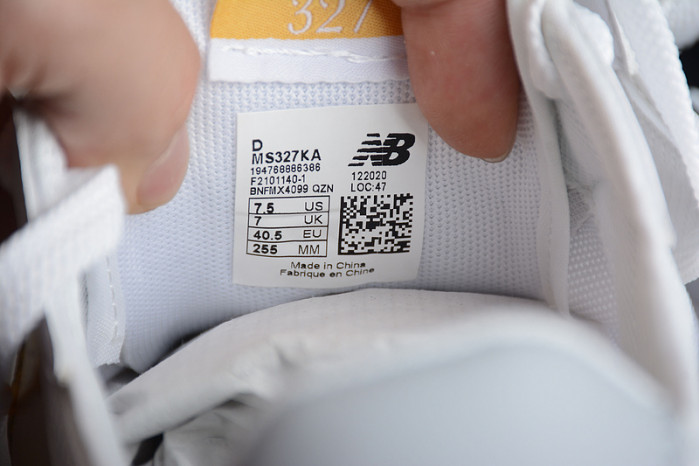 327
D
MS327KA
194768886386
F2101140-1
BNFMX4099 QZN
NB
122020
LOC:47
7.5 US
7 UK
40.5 EU
255 MM
Made in China
Fabrique en Chine